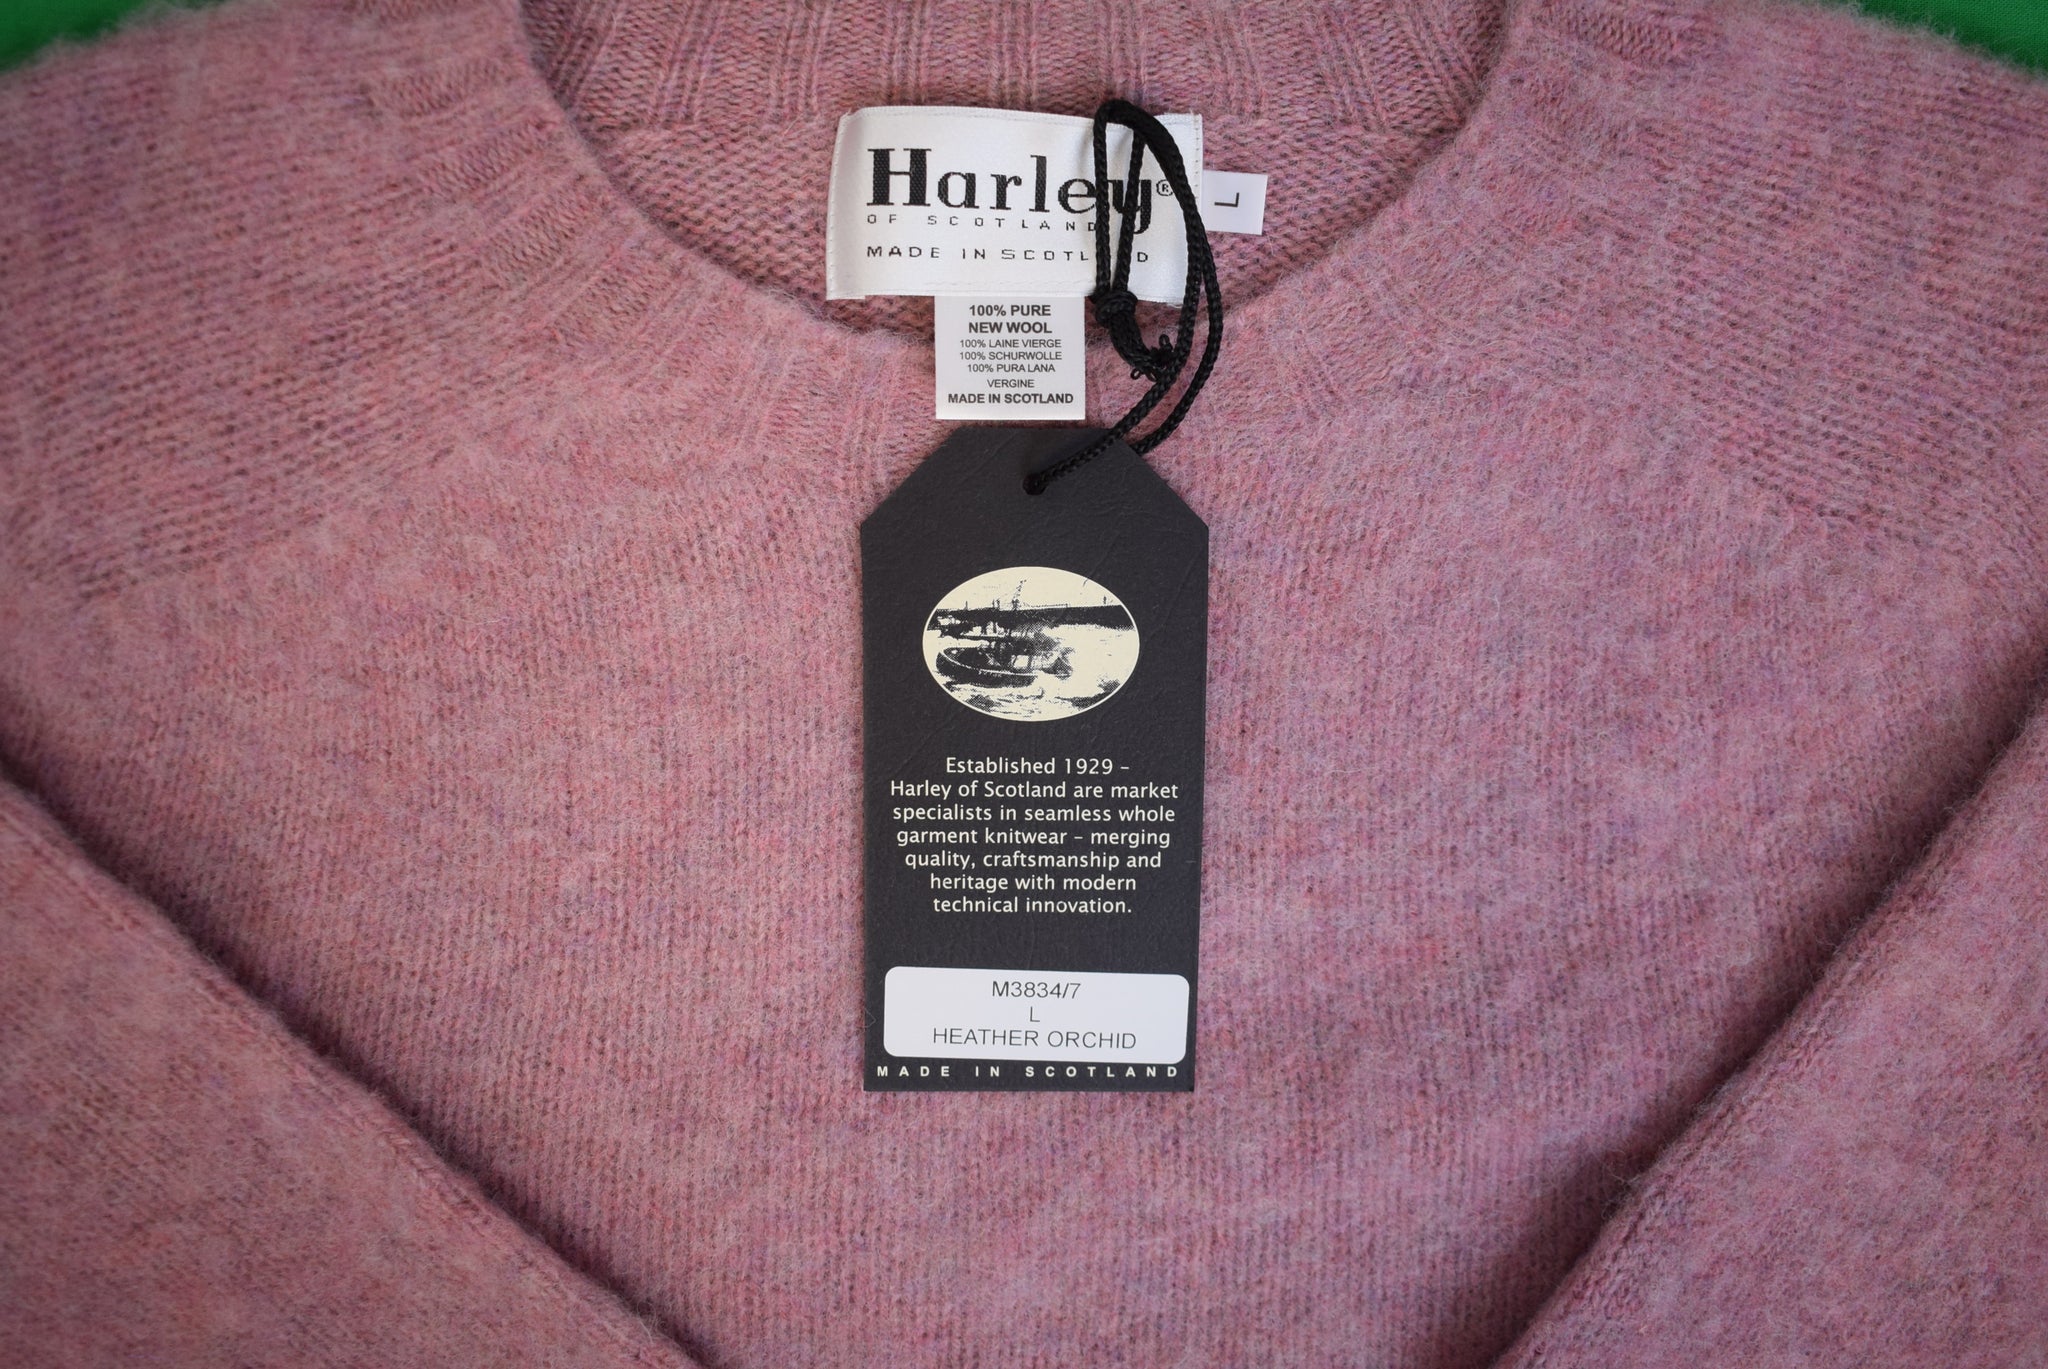 Harley®
OF SCOTLAND
MADE IN SCOTLAND
L
100% PURE
NEW WOOL
100% LAINE VIERGE
100% SCHURWOLLE
100% PURA LANA
VERGINE
MADE IN SCOTLAND
Established 1929 –
Harley of Scotland are market
specialists in seamless whole
garment knitwear – merging
quality, craftsmanship and
heritage with modern
technical innovation.
M3834/7
L
HEATHER ORCHID
MADE IN SCOTLAND